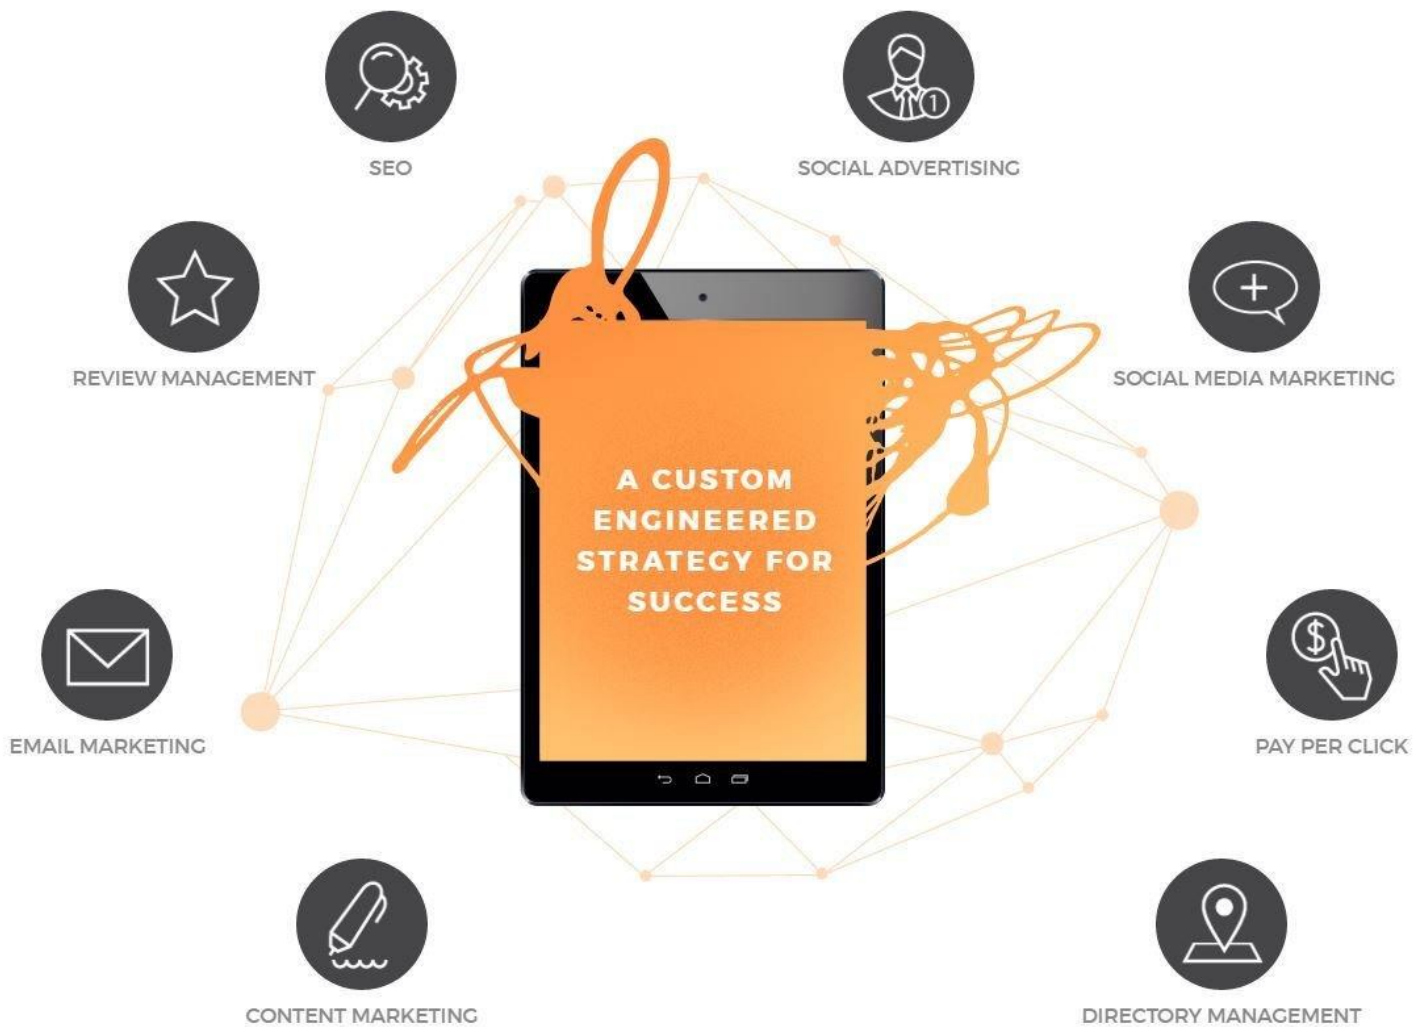 SEO
SOCIAL ADVERTISING
1
REVIEW MANAGEMENT
+
SOCIAL MEDIA MARKETING
A CUSTOM
ENGINEERED
STRATEGY FOR
SUCCESS
EMAIL MARKETING
$
PAY PER CLICK
CONTENT MARKETING
DIRECTORY MANAGEMENT